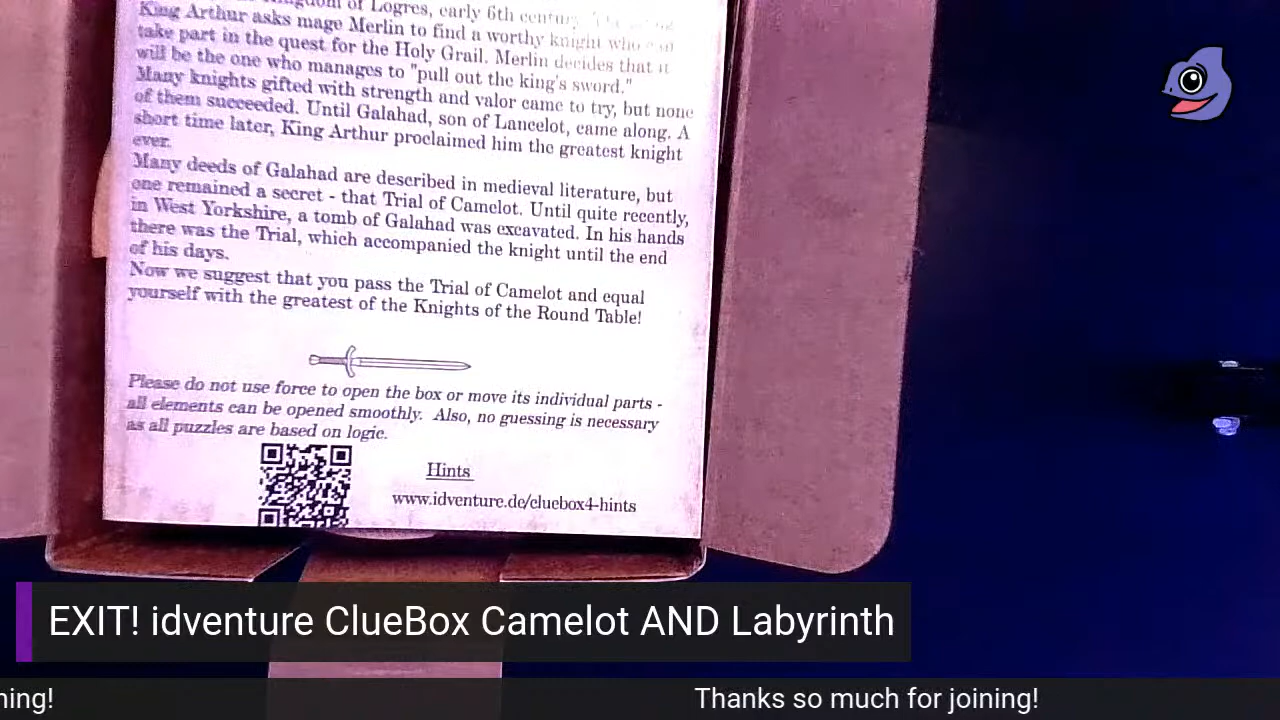 Kingdom of Logres, early 6th century.
King Arthur asks mage Merlin to find a worthy knight who can
take part in the quest for the Holy Grail. Merlin decides that it
will be the one who manages to "pull out the king's sword."
Many knights gifted with strength and valor came to try, but none
of them succeeded. Until Galahad, son of Lancelot, came along. A
short time later, King Arthur proclaimed him the greatest knight
ever.
Many deeds of Galahad are described in medieval literature, but
one remained a secret - that Trial of Camelot. Until quite recently,
in West Yorkshire, a tomb of Galahad was excavated. In his hands
there was the Trial, which accompanied the knight until the end
of his days.
Now we suggest that you pass the Trial of Camelot and equal
yourself with the greatest of the Knights of the Round Table!
Please do not use force to open the box or move its individual parts -
all elements can be opened smoothly. Also, no guessing is necessary
as all puzzles are based on logic.
Hints
www.idventure.de/cluebox4-hints
EXIT! idventure ClueBox Camelot AND Labyrinth
ning! Thanks so much for joining!